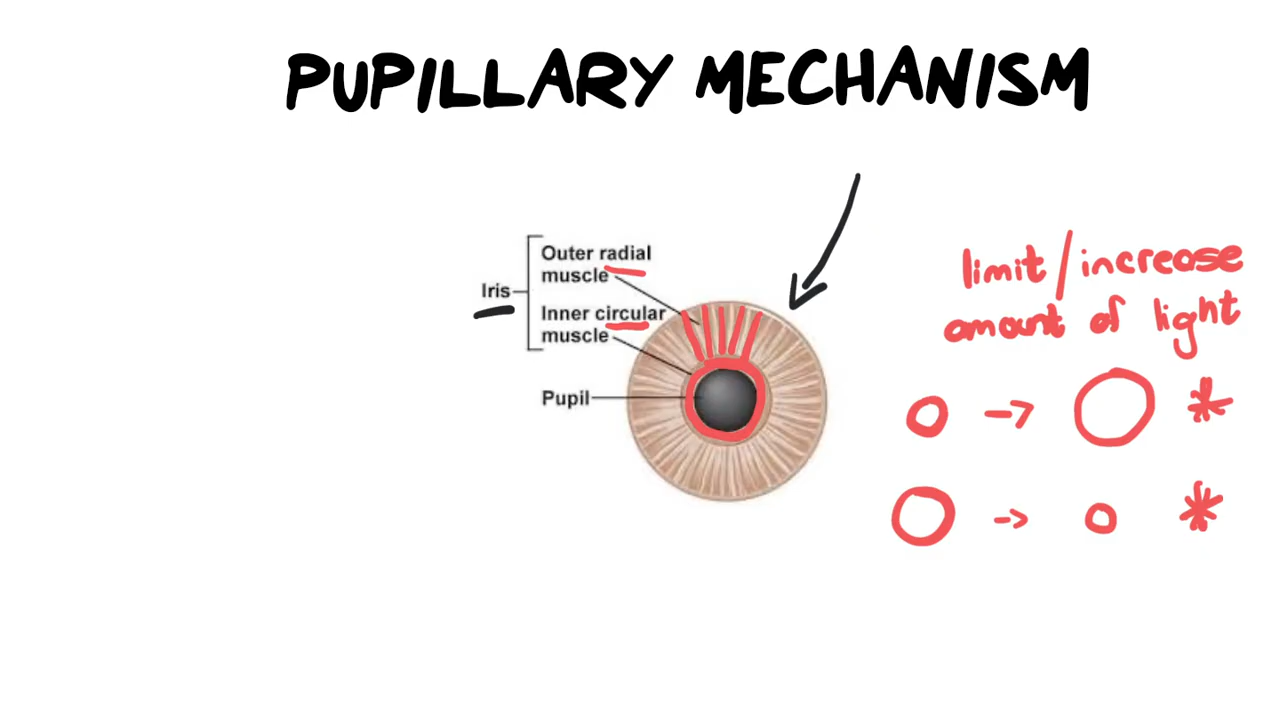 PUPILLARY MECHANISM
Outer radial
muscle
Iris
Inner circular
muscle
Pupil
limit/increase
amount of light